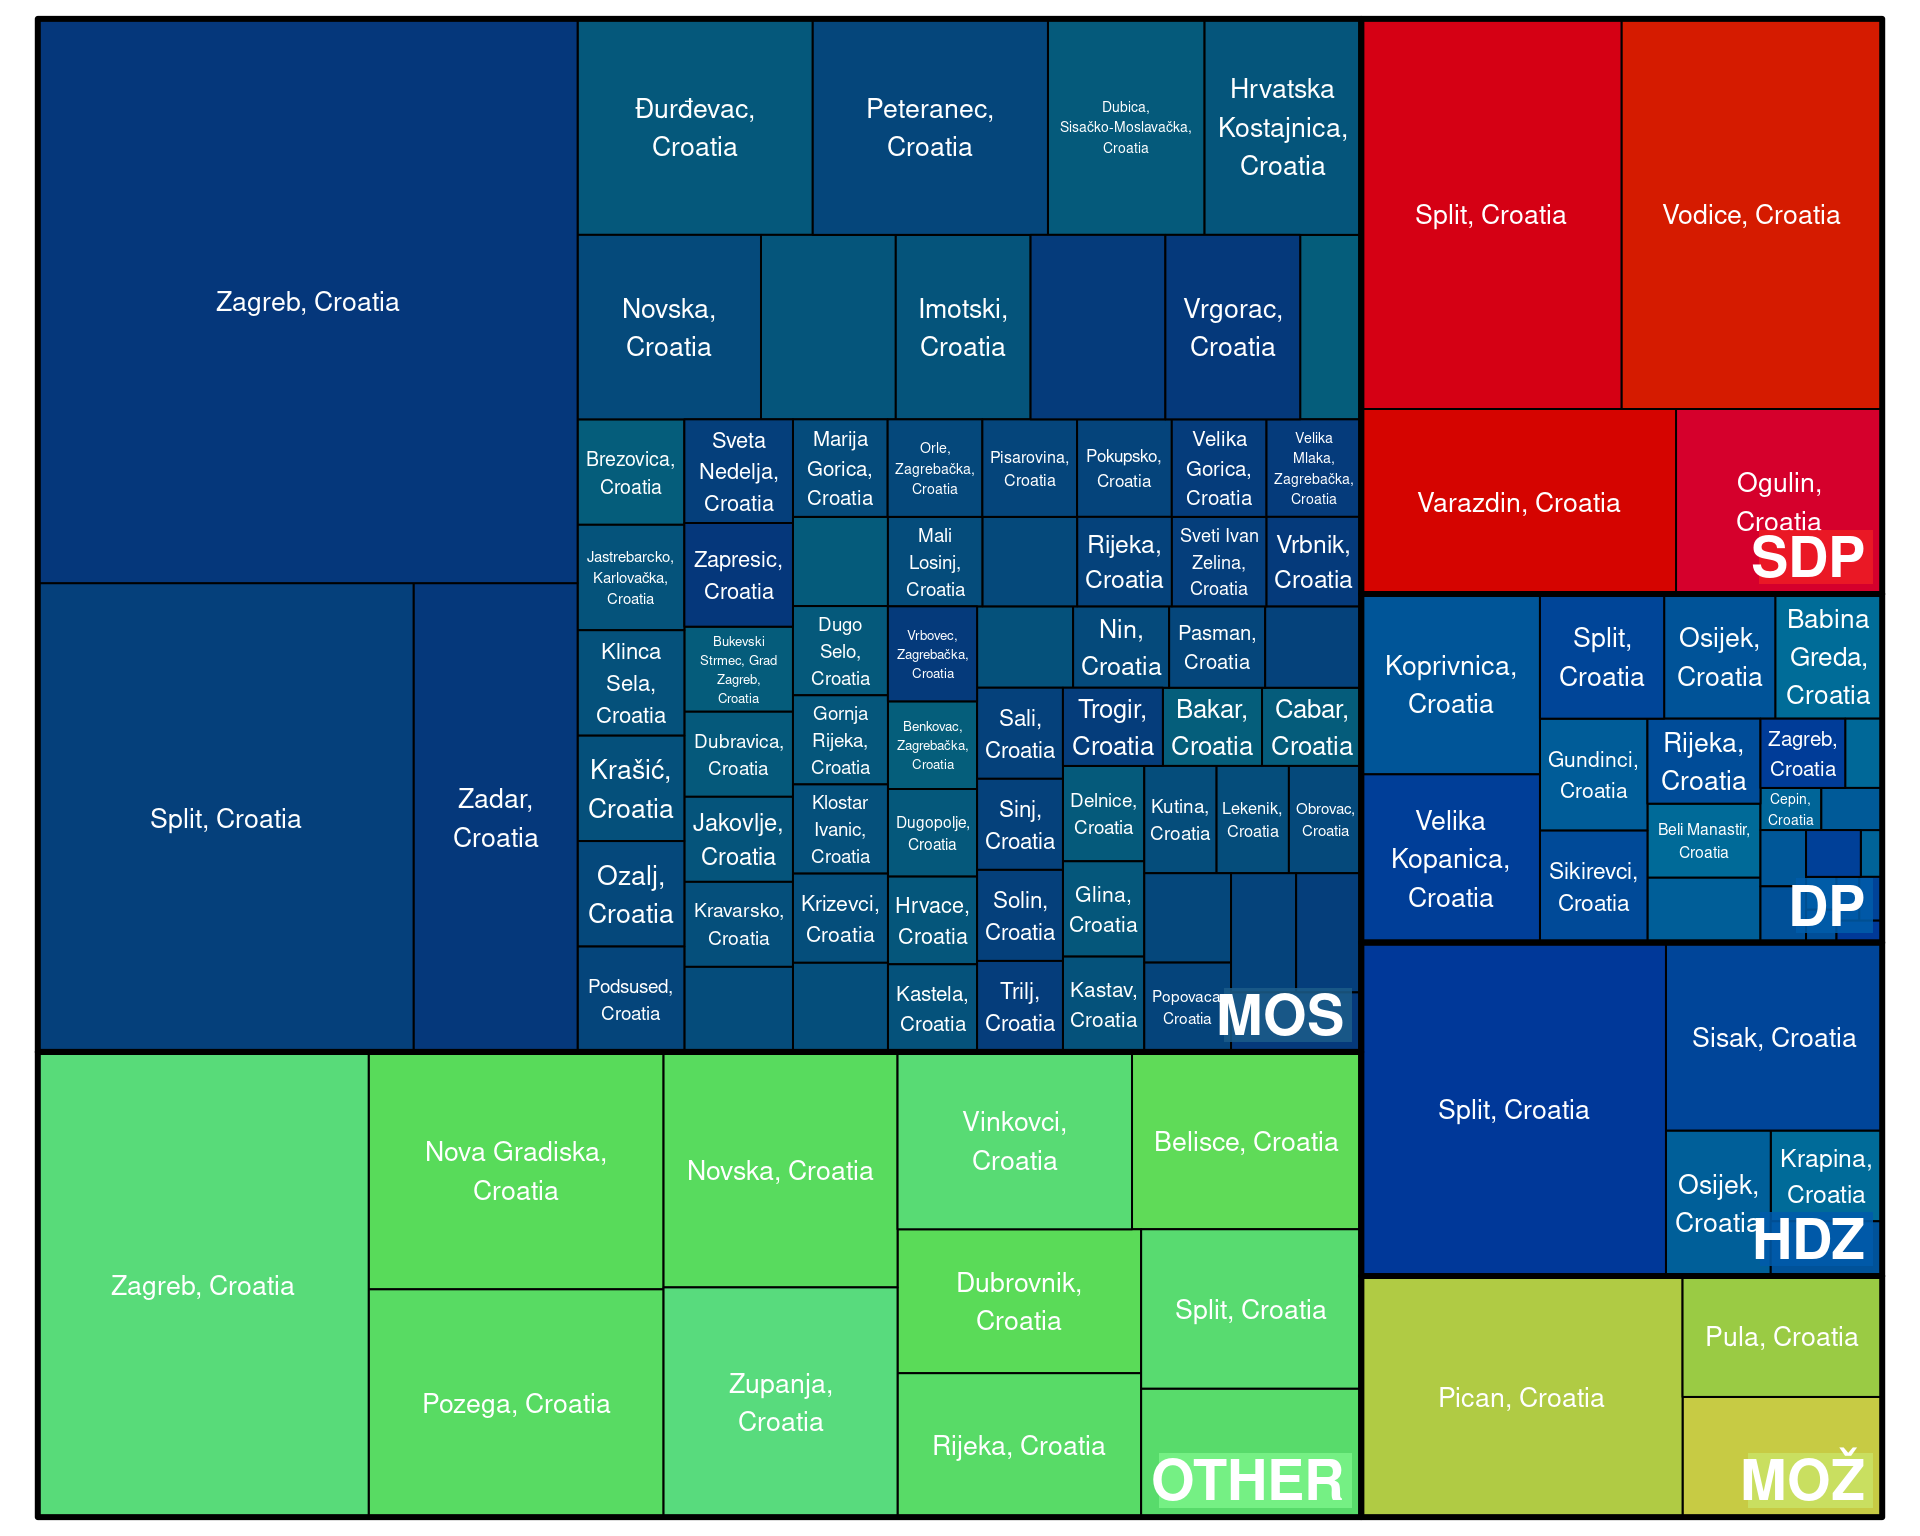 Zagreb, Croatia
Split, Croatia
Zadar,
Croatia
Đurđevac,
Croatia
Peteranec,
Croatia
Dubica,
Sisačko-Moslavačka,
Croatia
Hrvatska
Kostajnica,
Croatia
Novska,
Croatia
Imotski,
Croatia
Vrgorac,
Croatia
Brezovica,
Croatia
Jastrebarcko,
Karlovačka,
Croatia
Klinca
Sela,
Croatia
Krašić,
Croatia
Ozalj,
Croatia
Podsused,
Croatia
Sveta
Nedelja,
Croatia
Zapresic,
Croatia
Bukevski
Strmec, Grad
Zagreb,
Croatia
Dubravica,
Croatia
Jakovlje,
Croatia
Kravarsko,
Croatia
Marija
Gorica,
Croatia
Dugo
Selo,
Croatia
Gornja
Rijeka,
Croatia
Klostar
Ivanic,
Croatia
Krizevci,
Croatia
Orle,
Zagrebačka,
Croatia
Pisarovina,
Croatia
Pokupsko,
Croatia
Velika
Gorica,
Croatia
Velika
Mlaka,
Zagrebačka,
Croatia
Mali
Losinj,
Croatia
Rijeka,
Croatia
Sveti Ivan
Zelina,
Croatia
Vrbnik,
Croatia
Vrbovec,
Zagrebačka,
Croatia
Benkovac,
Zagrebačka,
Croatia
Dugopolje,
Croatia
Hrvace,
Croatia
Kastela,
Croatia
Nin,
Croatia
Pasman,
Croatia
Sali,
Croatia
Sinj,
Croatia
Solin,
Croatia
Trilj,
Croatia
Trogir,
Croatia
Bakar,
Croatia
Cabar,
Croatia
Delnice,
Croatia
Glina,
Croatia
Kastav,
Croatia
Kutina,
Croatia
Lekenik,
Croatia
Obrovac,
Croatia
Popovaca,
Croatia
MOS
Zagreb, Croatia
Nova Gradiska,
Croatia
Pozega, Croatia
Novska, Croatia
Zupanja,
Croatia
Vinkovci,
Croatia
Belisce, Croatia
Dubrovnik,
Croatia
Rijeka, Croatia
Split, Croatia
OTHER
Split, Croatia
Vodice, Croatia
Varazdin, Croatia
Ogulin,
Croatia
SDP
Koprivnica,
Croatia
Velika
Kopanica,
Croatia
Split,
Croatia
Osijek,
Croatia
Babina
Greda,
Croatia
Gundinci,
Croatia
Sikirevci,
Croatia
Rijeka,
Croatia
Beli Manastir,
Croatia
Zagreb,
Croatia
Cepin,
Croatia
DP
Split, Croatia
Sisak, Croatia
Osijek,
Croatia
Krapina,
Croatia
HDZ
Pican, Croatia
Pula, Croatia
MOŽ